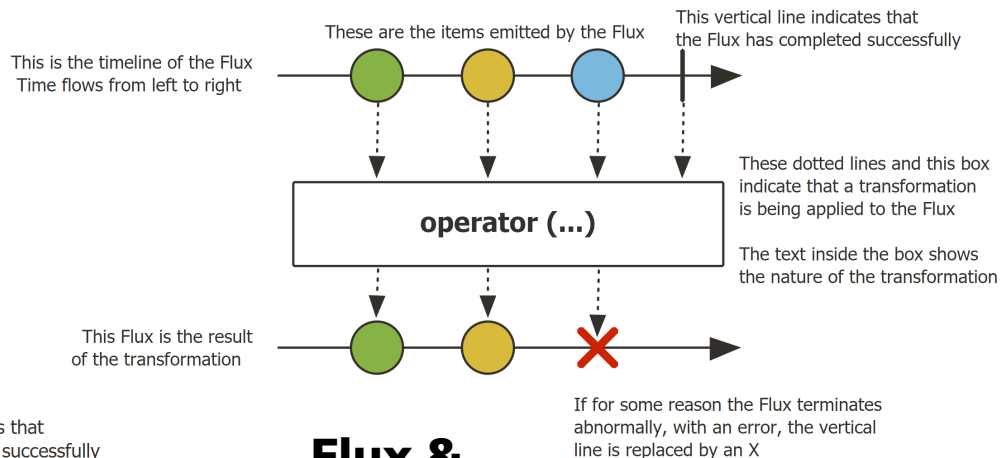 This vertical line indicates that
the Flux has completed successfully
These are the items emitted by the Flux
This is the timeline of the Flux
Time flows from left to right
These dotted lines and this box
indicate that a transformation
is being applied to the Flux
operator (...)
The text inside the box shows
the nature of the transformation
This Flux is the result
of the transformation
If for some reason the Flux terminates
abnormally, with an error, the vertical
line is replaced by an X
s that
successfully
Flux &